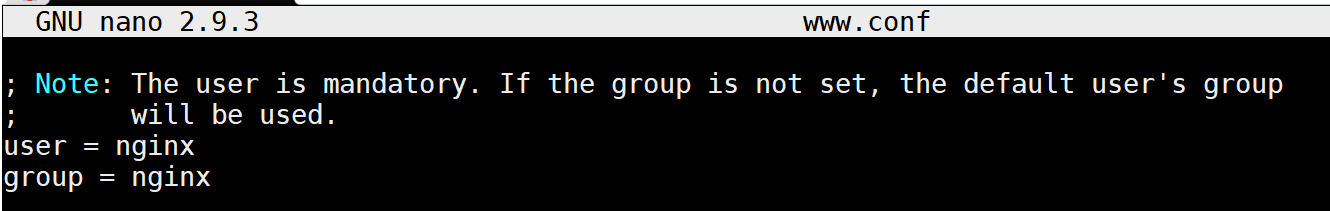 GNU nano 2.9.3 www.conf
; Note: The user is mandatory. If the group is not set, the default user's group
;       will be used.
user = nginx
group = nginx